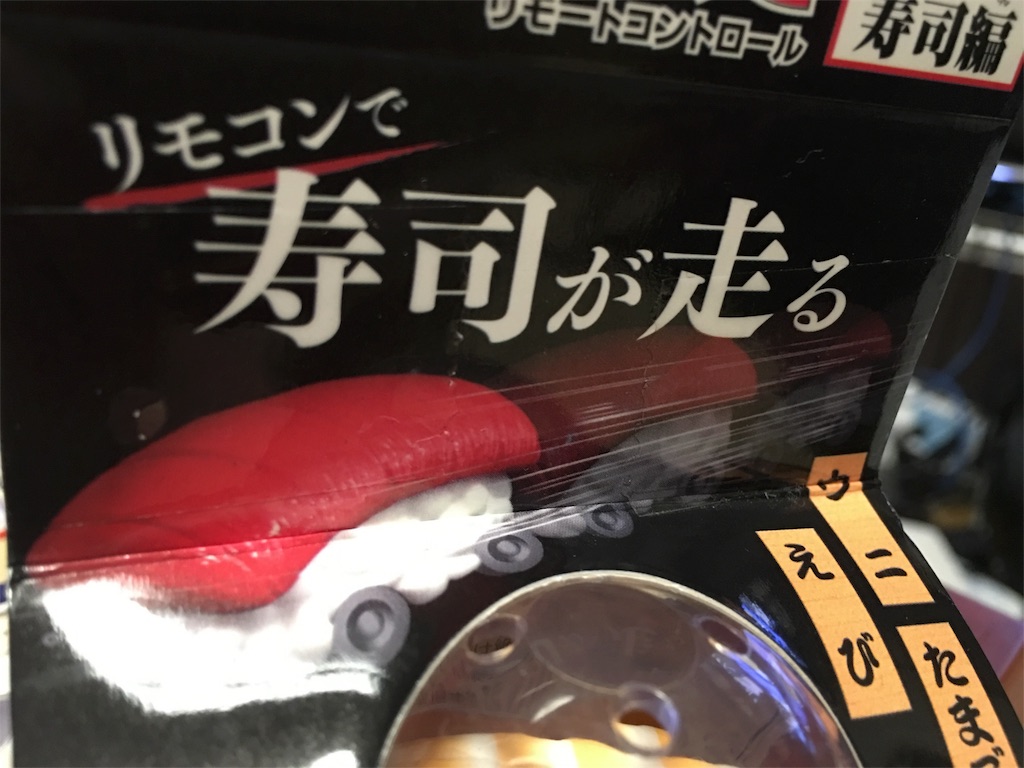 リモートコントロール
寿司編
リモコンで
寿司が走る
ウニ
えび
たまご